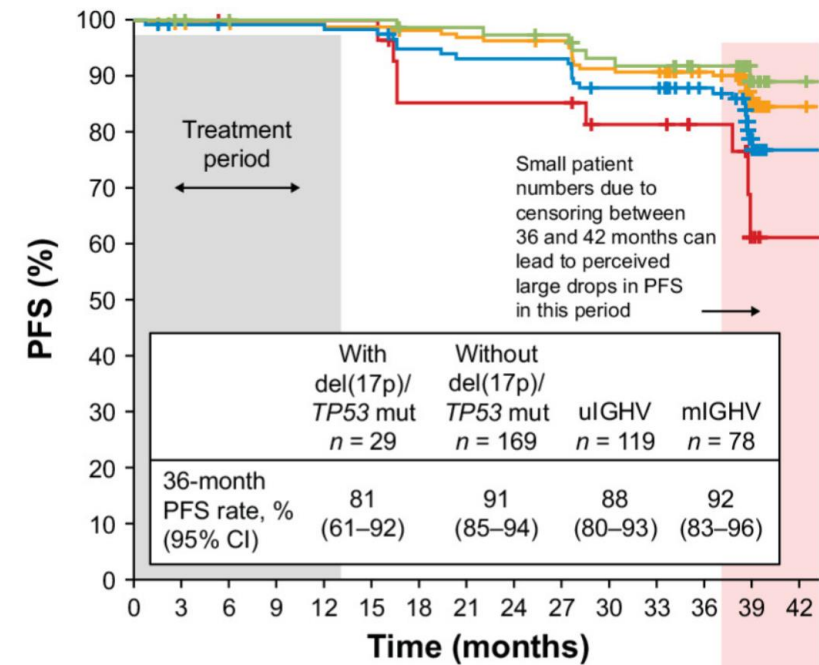 100
90
80
70
60
50
40
30
20
10
0
PFS (%)
Treatment
period
Small patient
numbers due to
censoring between
36 and 42 months can
lead to perceived
large drops in PFS
in this period
With
del(17p)/
TP53 mut
n = 29
Without
del(17p)/
TP53 mut
n = 169
uIGHV
n = 119
mIGHV
n = 78
36-month
PFS rate, %
(95% CI)
81
(61–92)
91
(85–94)
88
(80–93)
92
(83–96)
0 3 6 9 12 15 18 21 24 27 30 33 36 39 42
Time (months)